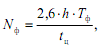 Nф = 2,6·h·Tф / tц ,